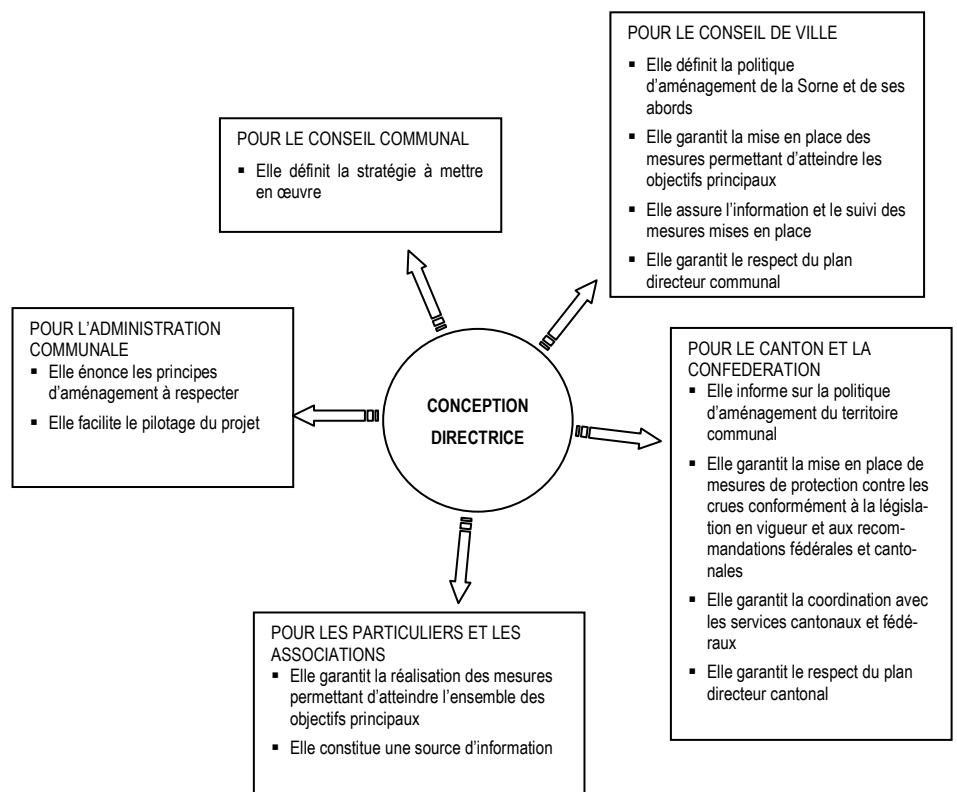 POUR LE CONSEIL DE VILLE
▪ Elle définit la politique
d’aménagement de la Sorne et de ses
abords
▪ Elle garantit la mise en place des
mesures permettant d’atteindre les
objectifs principaux
▪ Elle assure l’information et le suivi des
mesures mises en place
▪ Elle garantit le respect du plan
directeur communal
POUR LE CONSEIL COMMUNAL
▪ Elle définit la stratégie à mettre
en œuvre
POUR L’ADMINISTRATION
COMMUNALE
▪ Elle énonce les principes
d’aménagement à respecter
▪ Elle facilite le pilotage du projet
CONCEPTION
DIRECTRICE
POUR LE CANTON ET LA
CONFEDERATION
▪ Elle informe sur la politique
d’aménagement du territoire
communal
▪ Elle garantit la mise en place de
mesures de protection contre les
crues conformément à la législa-
tion en vigueur et aux recom-
mandations fédérales et canto-
nales
▪ Elle garantit la coordination avec
les services cantonaux et fédé-
raux
▪ Elle garantit le respect du plan
directeur cantonal
POUR LES PARTICULIERS ET LES
ASSOCIATIONS
▪ Elle garantit la réalisation des mesures
permettant d’atteindre l’ensemble des
objectifs principaux
▪ Elle constitue une source d’information